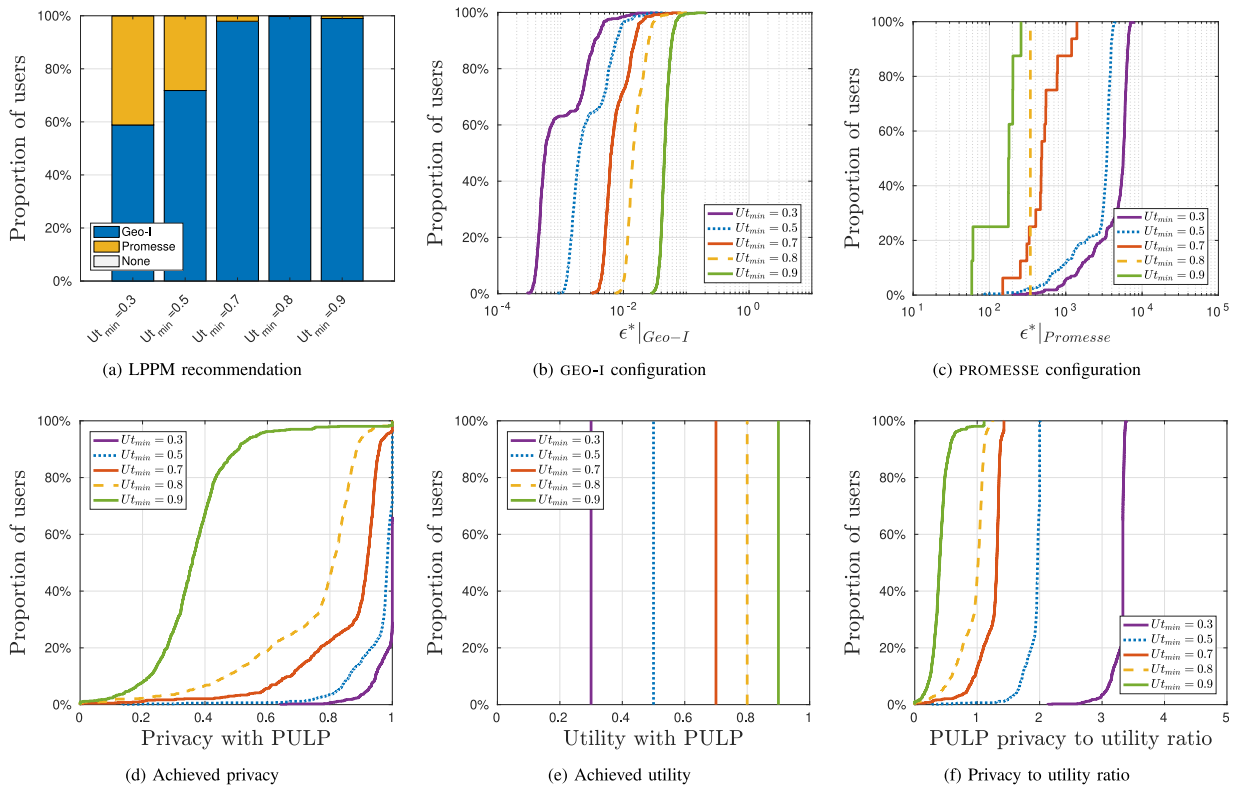 100%
80%
60%
40%
20%
0%
Proportion of users
Geo-I
Promesse
None
Ut min =0.3
Ut min =0.5
Ut min =0.7
Ut min =0.8
Ut min =0.9
(a) LPPM recommendation
100%
80%
60%
40%
20%
0%
Proportion of users
Ut_min = 0.3
Ut_min = 0.5
Ut_min = 0.7
Ut_min = 0.8
Ut_min = 0.9
10^-4
10^-2
10^0
ϵ*|Geo−I
(b) GEO-I configuration
100%
80%
60%
40%
20%
0%
Proportion of users
Ut_min = 0.3
Ut_min = 0.5
Ut_min = 0.7
Ut_min = 0.8
Ut_min = 0.9
10^1
10^2
10^3
10^4
10^5
ϵ*|Promesse
(c) PROMESSE configuration
100%
80%
60%
40%
20%
0%
Proportion of users
Ut_min = 0.3
Ut_min = 0.5
Ut_min = 0.7
Ut_min = 0.8
Ut_min = 0.9
0
0.2
0.4
0.6
0.8
1
Privacy with PULP
(d) Achieved privacy
100%
80%
60%
40%
20%
0%
Proportion of users
Ut_min = 0.3
Ut_min = 0.5
Ut_min = 0.7
Ut_min = 0.8
Ut_min = 0.9
0
0.2
0.4
0.6
0.8
1
Utility with PULP
(e) Achieved utility
100%
80%
60%
40%
20%
0%
Proportion of users
Ut_min = 0.3
Ut_min = 0.5
Ut_min = 0.7
Ut_min = 0.8
Ut_min = 0.9
0
1
2
3
4
5
PULP privacy to utility ratio
(f) Privacy to utility ratio